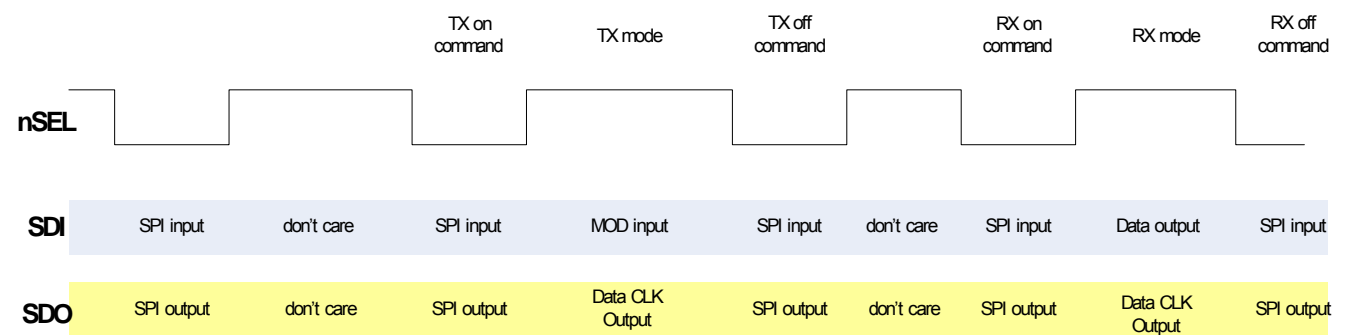 TX on command
TX mode
TX off command
RX on command
RX mode
RX off command
nSEL
SDI SPI input don't care SPI input MOD input SPI input don't care SPI input Data output SPI input
SDO SPI output don't care SPI output Data CLK Output SPI output don't care SPI output Data CLK Output SPI output